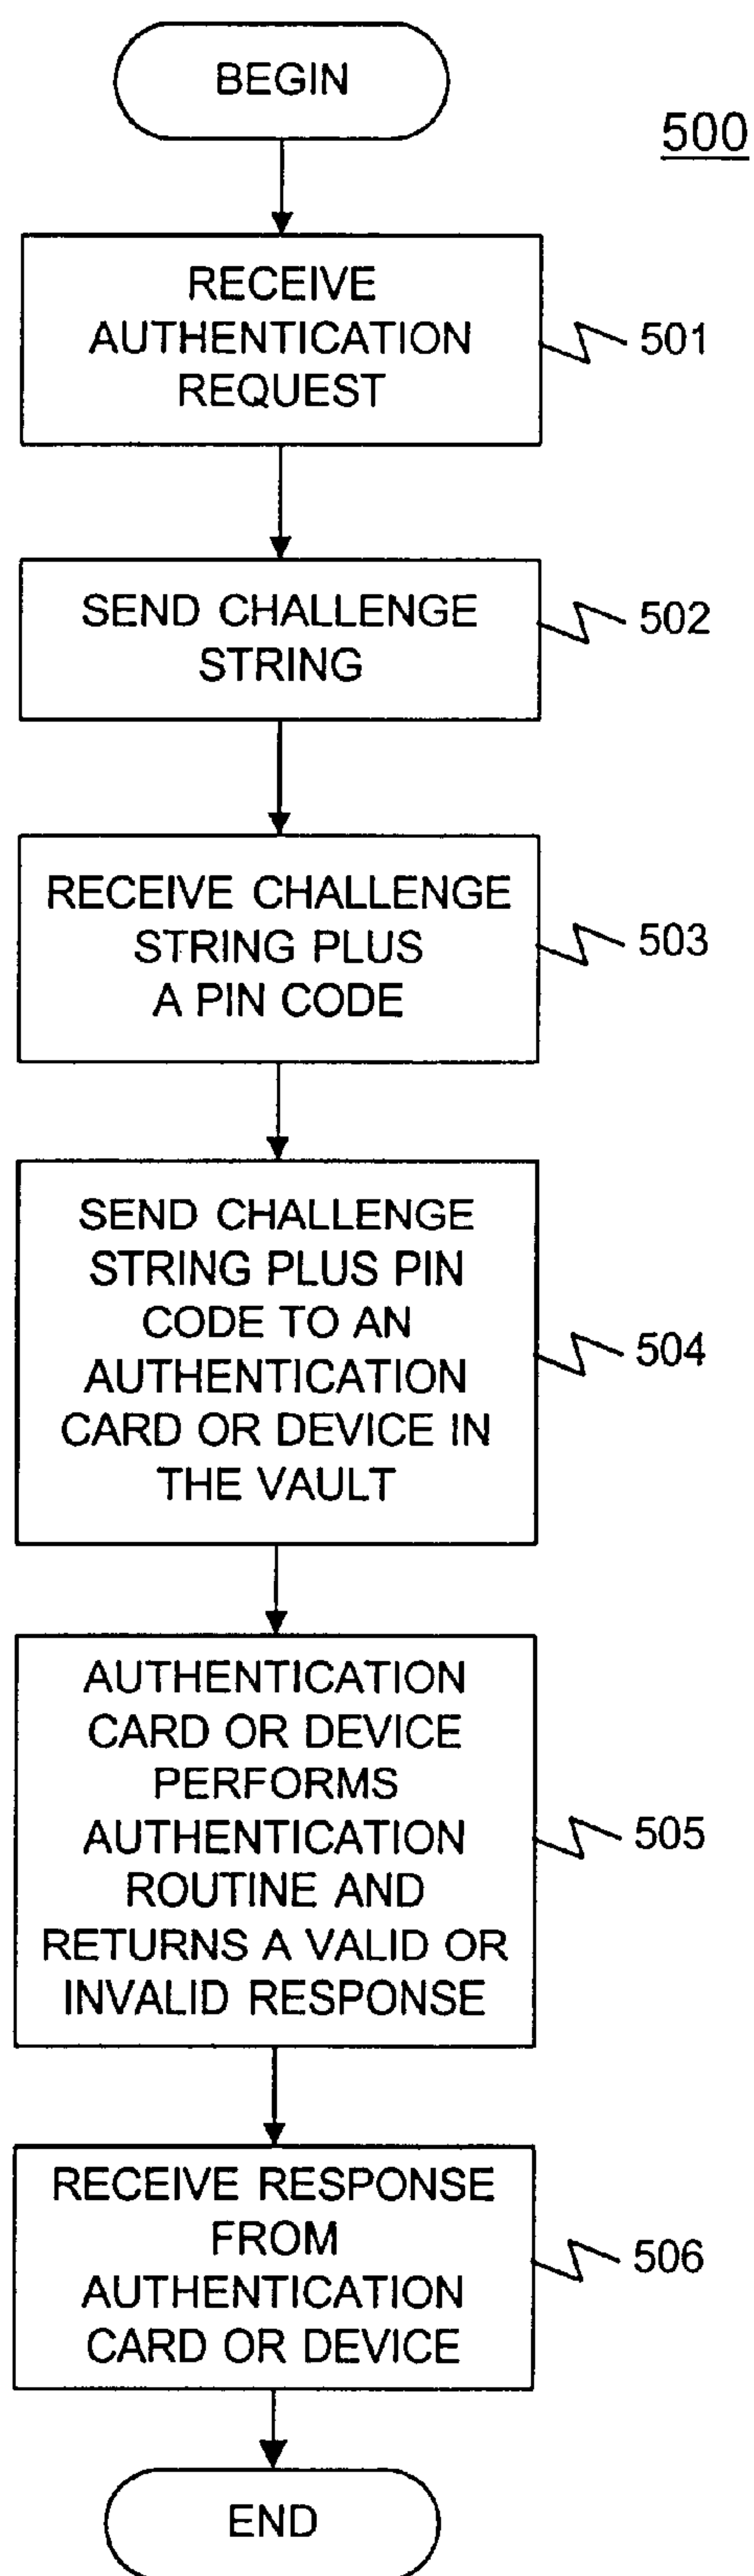 BEGIN
500
RECEIVE
AUTHENTICATION
REQUEST
501
SEND CHALLENGE
STRING
502
RECEIVE CHALLENGE
STRING PLUS
A PIN CODE
503
SEND CHALLENGE
STRING PLUS PIN
CODE TO AN
AUTHENTICATION
CARD OR DEVICE IN
THE VAULT
504
AUTHENTICATION
CARD OR DEVICE
PERFORMS
AUTHENTICATION
ROUTINE AND
RETURNS A VALID OR
INVALID RESPONSE
505
RECEIVE RESPONSE
FROM
AUTHENTICATION
CARD OR DEVICE
506
END